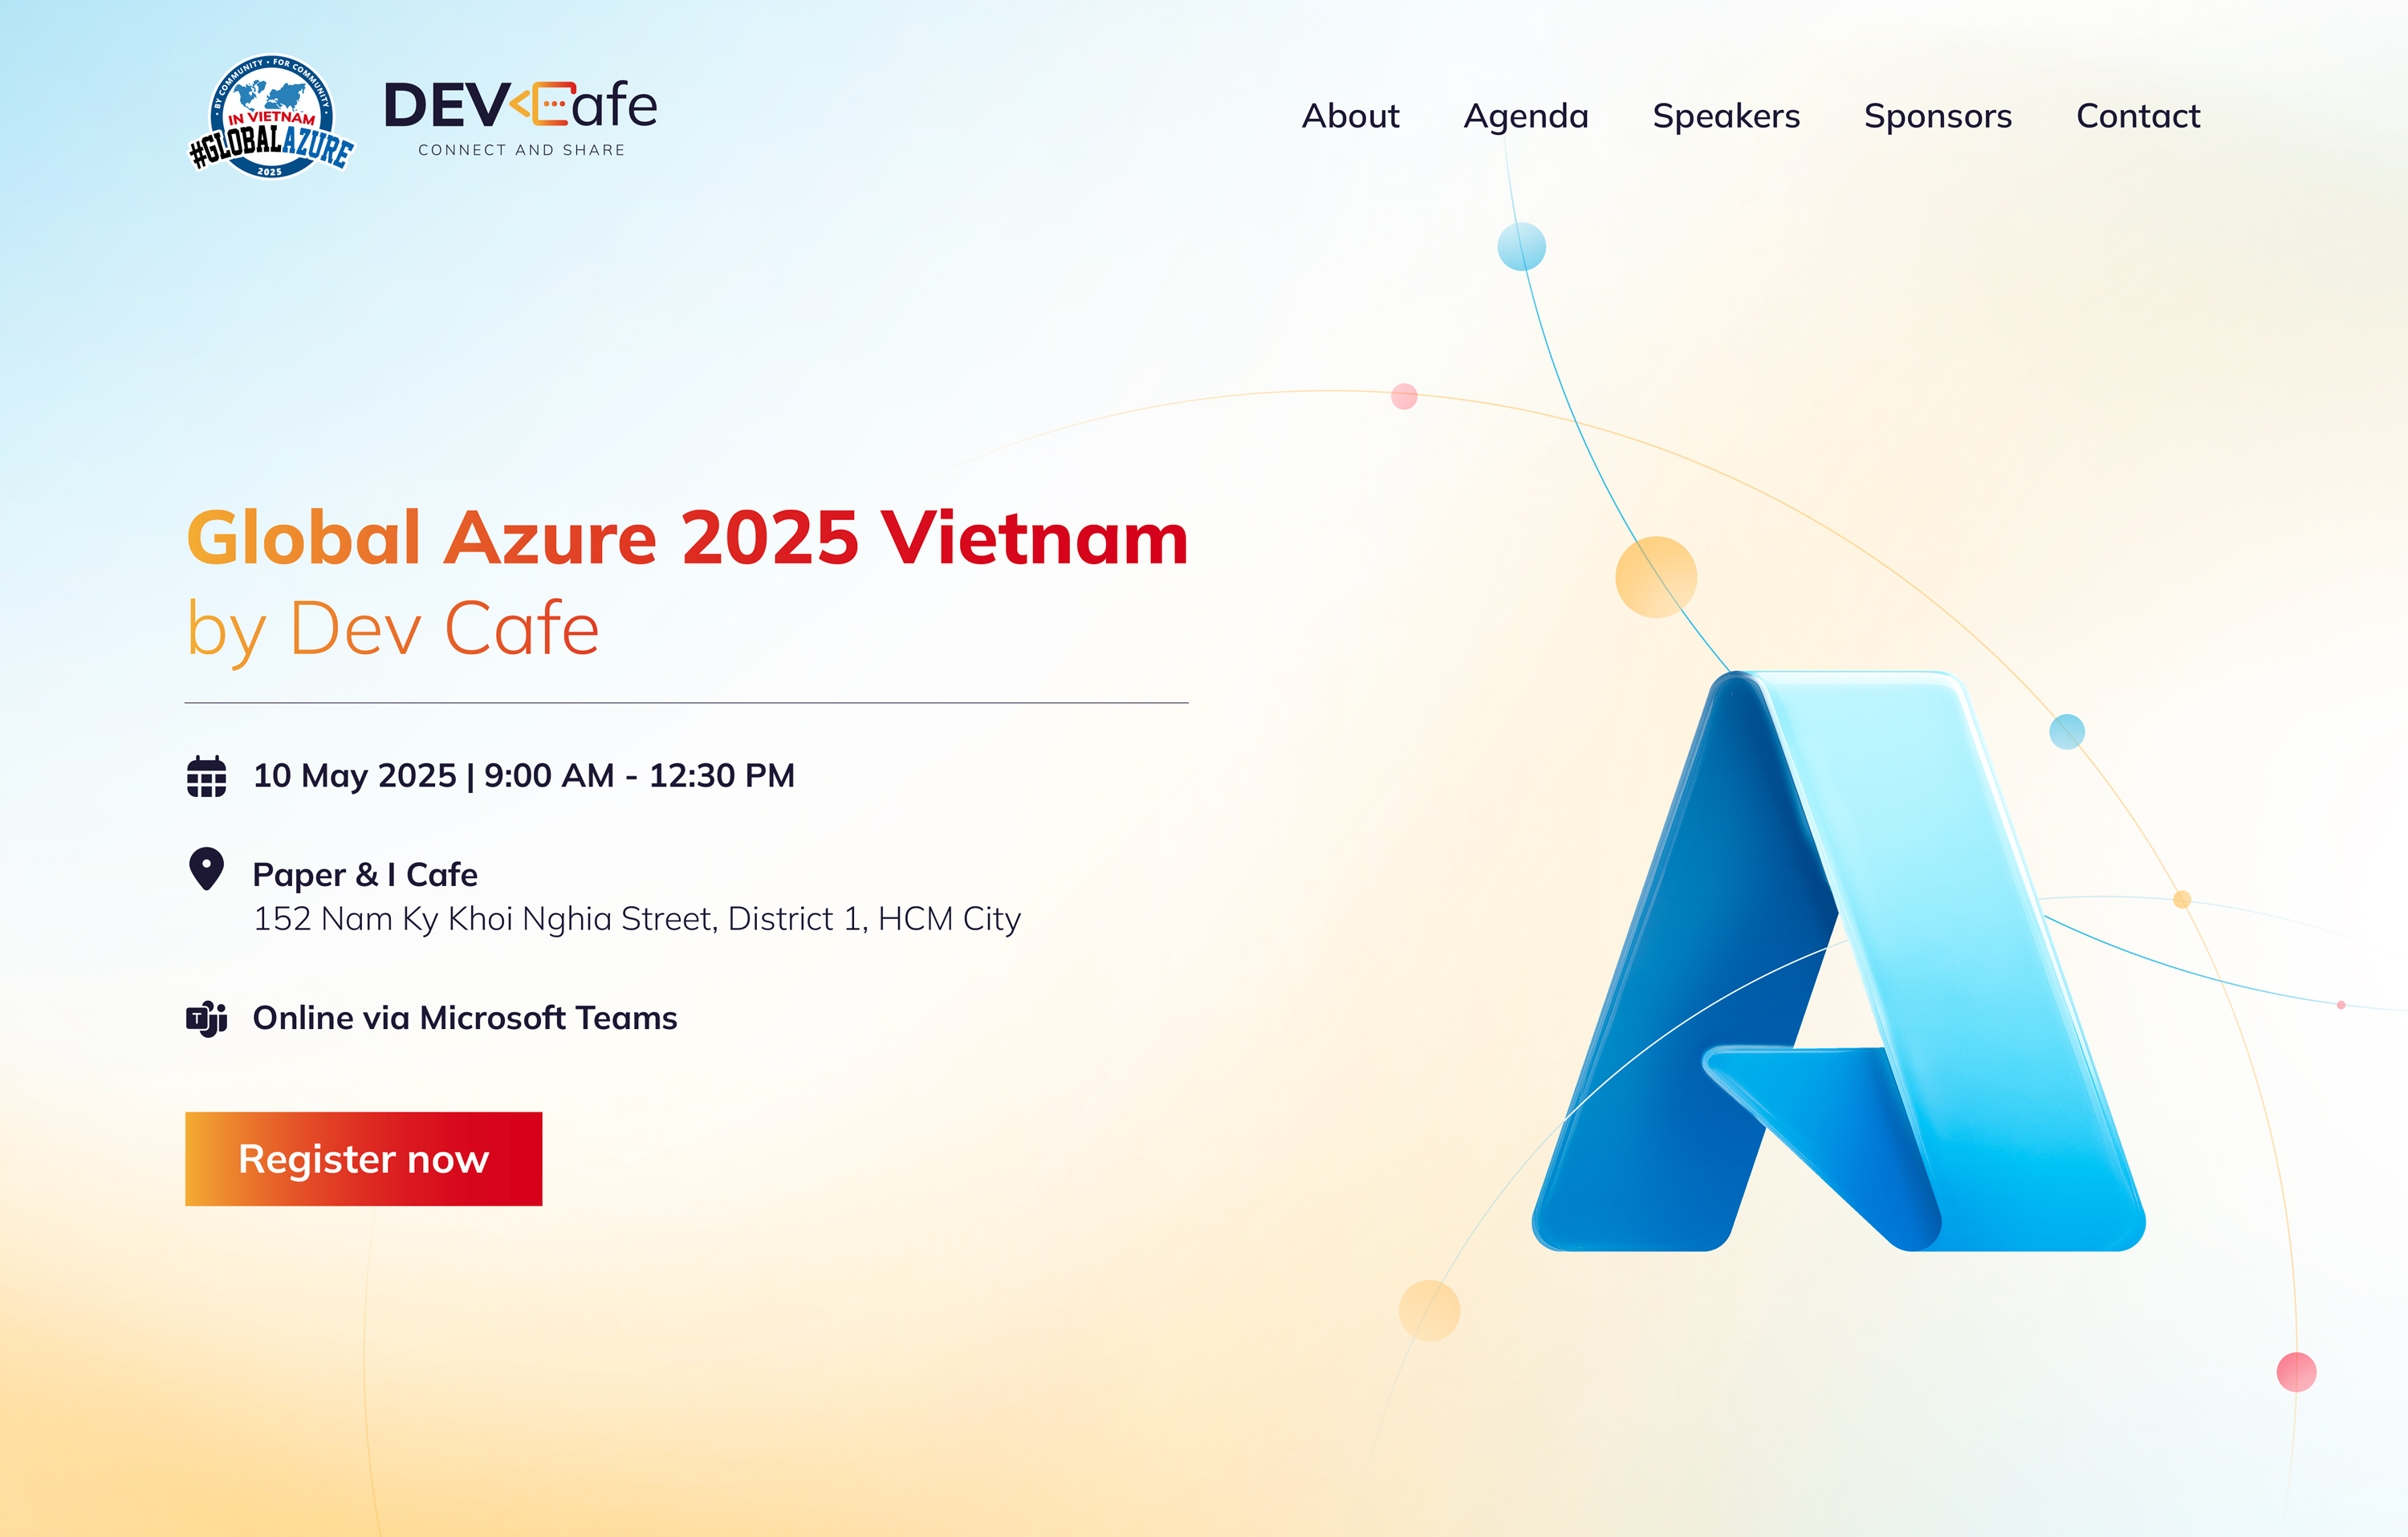 BY COMMUNITY • FOR COMMUNITY
IN VIETNAM
#GLOBALAZURE
2025
DEV Cafe
CONNECT AND SHARE
About Agenda Speakers Sponsors Contact
Global Azure 2025 Vietnam
by Dev Cafe
10 May 2025 | 9:00 AM - 12:30 PM
Paper & I Cafe
152 Nam Ky Khoi Nghia Street, District 1, HCM City
T
Online via Microsoft Teams
Register now